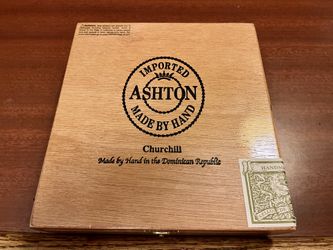 IMPORTED
ASHTON
MADE BY HAND
Churchill
Made by Hand in the Dominican Republic